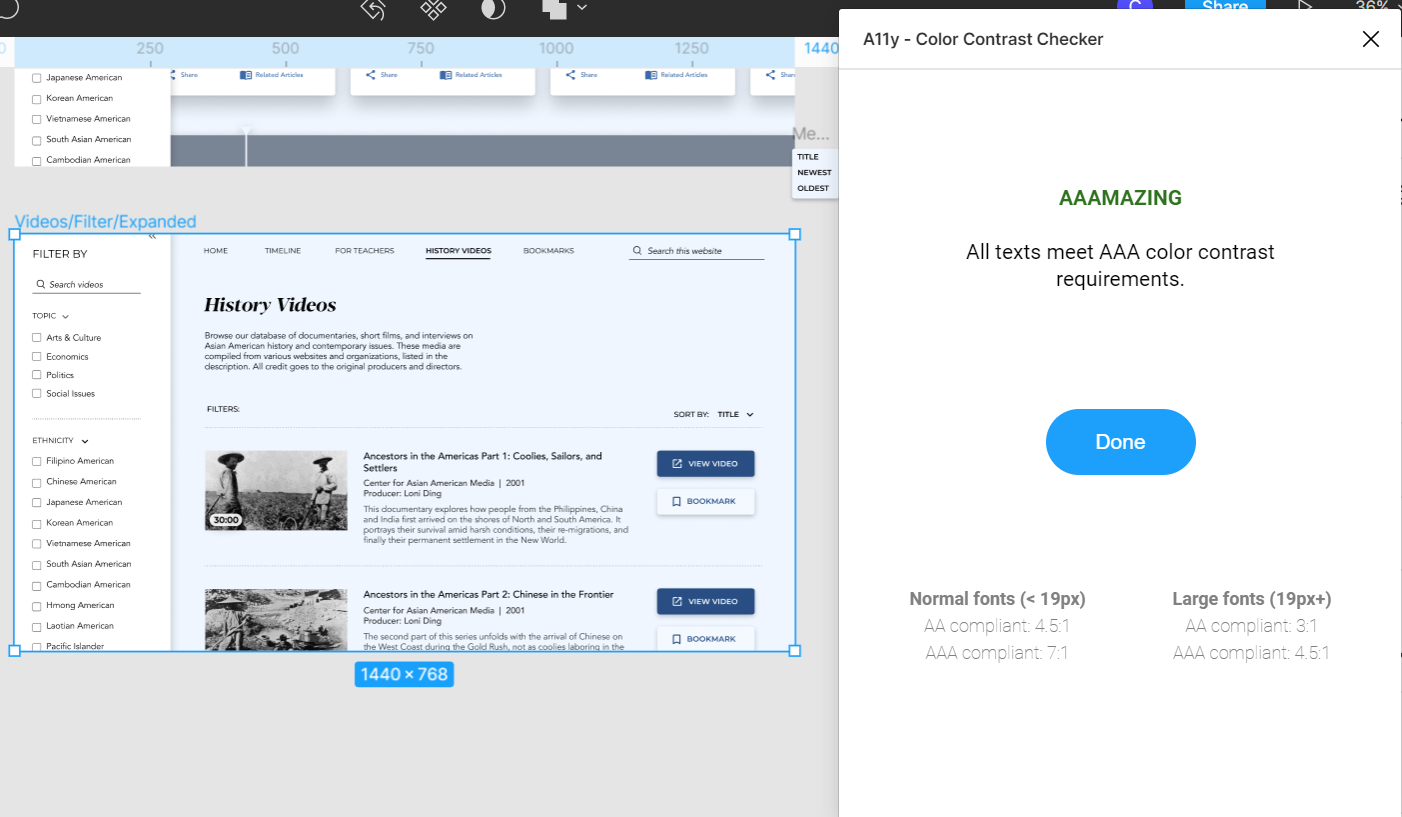 C
Share
36%
250
500
750
1000
1250
1440
Japanese American
Korean American
Vietnamese American
South Asian American
Cambodian American
Share
Related Articles
Share
Related Articles
Share
Related Articles
Me...
TITLE
NEWEST
OLDEST
Videos/Filter/Expanded
FILTER BY
Search videos
TOPIC
Arts & Culture
Economics
Politics
Social Issues
ETHNICITY
Filipino American
Chinese American
Japanese American
Korean American
Vietnamese American
South Asian American
Cambodian American
Hmong American
Laotian American
Pacific Islander
HOME
TIMELINE
FOR TEACHERS
HISTORY VIDEOS
BOOKMARKS
Search this website
History Videos
Browse our database of documentaries, short films, and interviews on
Asian American history and contemporary issues. These media are
compiled from various websites and organizations, listed in the
description. All credit goes to the original producers and directors.
FILTERS:
SORT BY: TITLE
30:00
Ancestors in the Americas Part 1: Coolies, Sailors, and
Settlers
Center for Asian American Media | 2001
Producer: Loni Ding
This documentary explores how people from the Philippines, China
and India first arrived on the shores of North and South America. It
portrays their survival amid harsh conditions, their re-migrations, and
finally their permanent settlement in the New World.
VIEW VIDEO
BOOKMARK
Ancestors in the Americas Part 2: Chinese in the Frontier
Center for Asian American Media | 2001
Producer: Loni Ding
The second part of this series unfolds with the arrival of Chinese on
the West Coast during the Gold Rush, not as coolies laboring in the
VIEW VIDEO
BOOKMARK
1440 × 768
A11y - Color Contrast Checker
AAAMAZING
All texts meet AAA color contrast
requirements.
Done
Normal fonts (< 19px)
AA compliant: 4.5:1
AAA compliant: 7:1
Large fonts (19px+)
AA compliant: 3:1
AAA compliant: 4.5:1